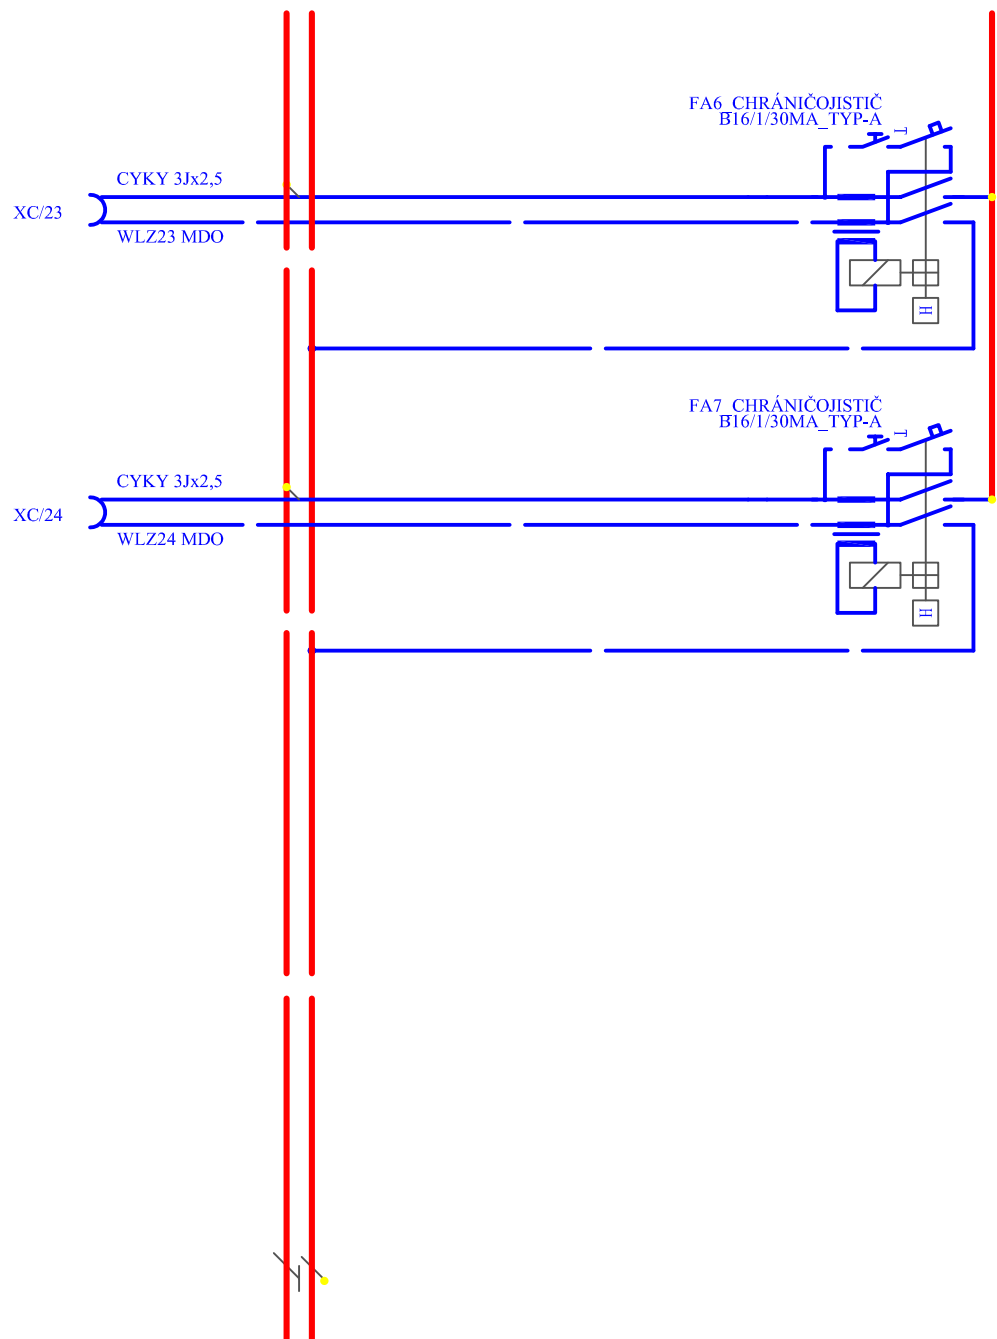 FA6_CHRÁNIČOJISTIČ
B16/1/30MA_TYP-A
T
CYKY 3Jx2,5
XC/23
WLZ23 MDO
H
FA7_CHRÁNIČOJISTIČ
B16/1/30MA_TYP-A
T
CYKY 3Jx2,5
XC/24
WLZ24 MDO
H